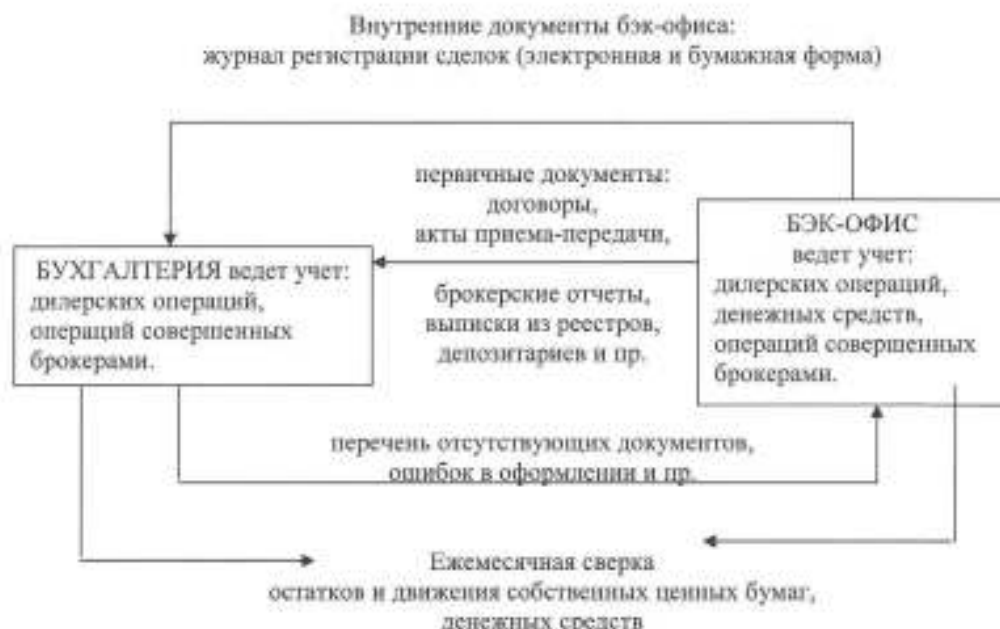 Внутренние документы бэк-офиса:
журнал регистрации сделок (электронная и бумажная форма)
первичные документы:
договоры,
акты приема-передачи,
БЭК-ОФИС
ведет учет:
дилерских операций,
денежных средств,
операций совершенных
брокерами.
БУХГАЛТЕРИЯ ведет учет:
дилерских операций,
операций совершенных
брокерами.
брокерские отчеты,
выписки из реестров,
депозитариев и пр.
перечень отсутствующих документов,
ошибок в оформлении и пр.
Ежемесячная сверка
остатков и движения собственных ценных бумаг,
денежных средств